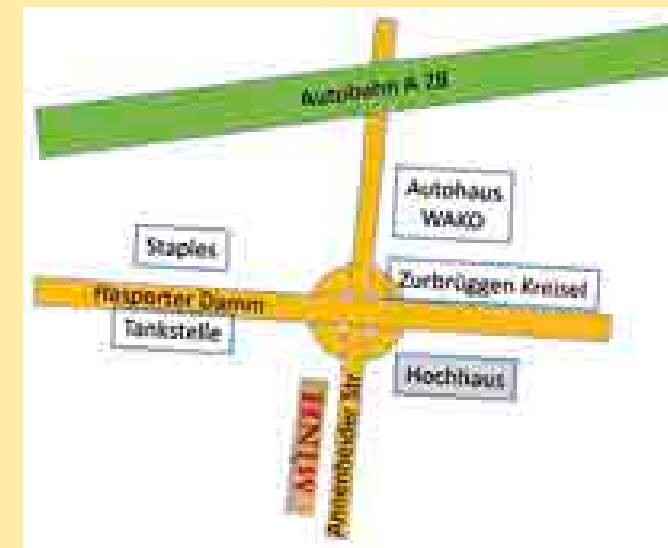 Autobahn A 28
Autohaus
WAKO
Staples
Zurbrüggen Kreisel
Hasporter Damm
Tankstelle
Hochhaus
Annenheider Str